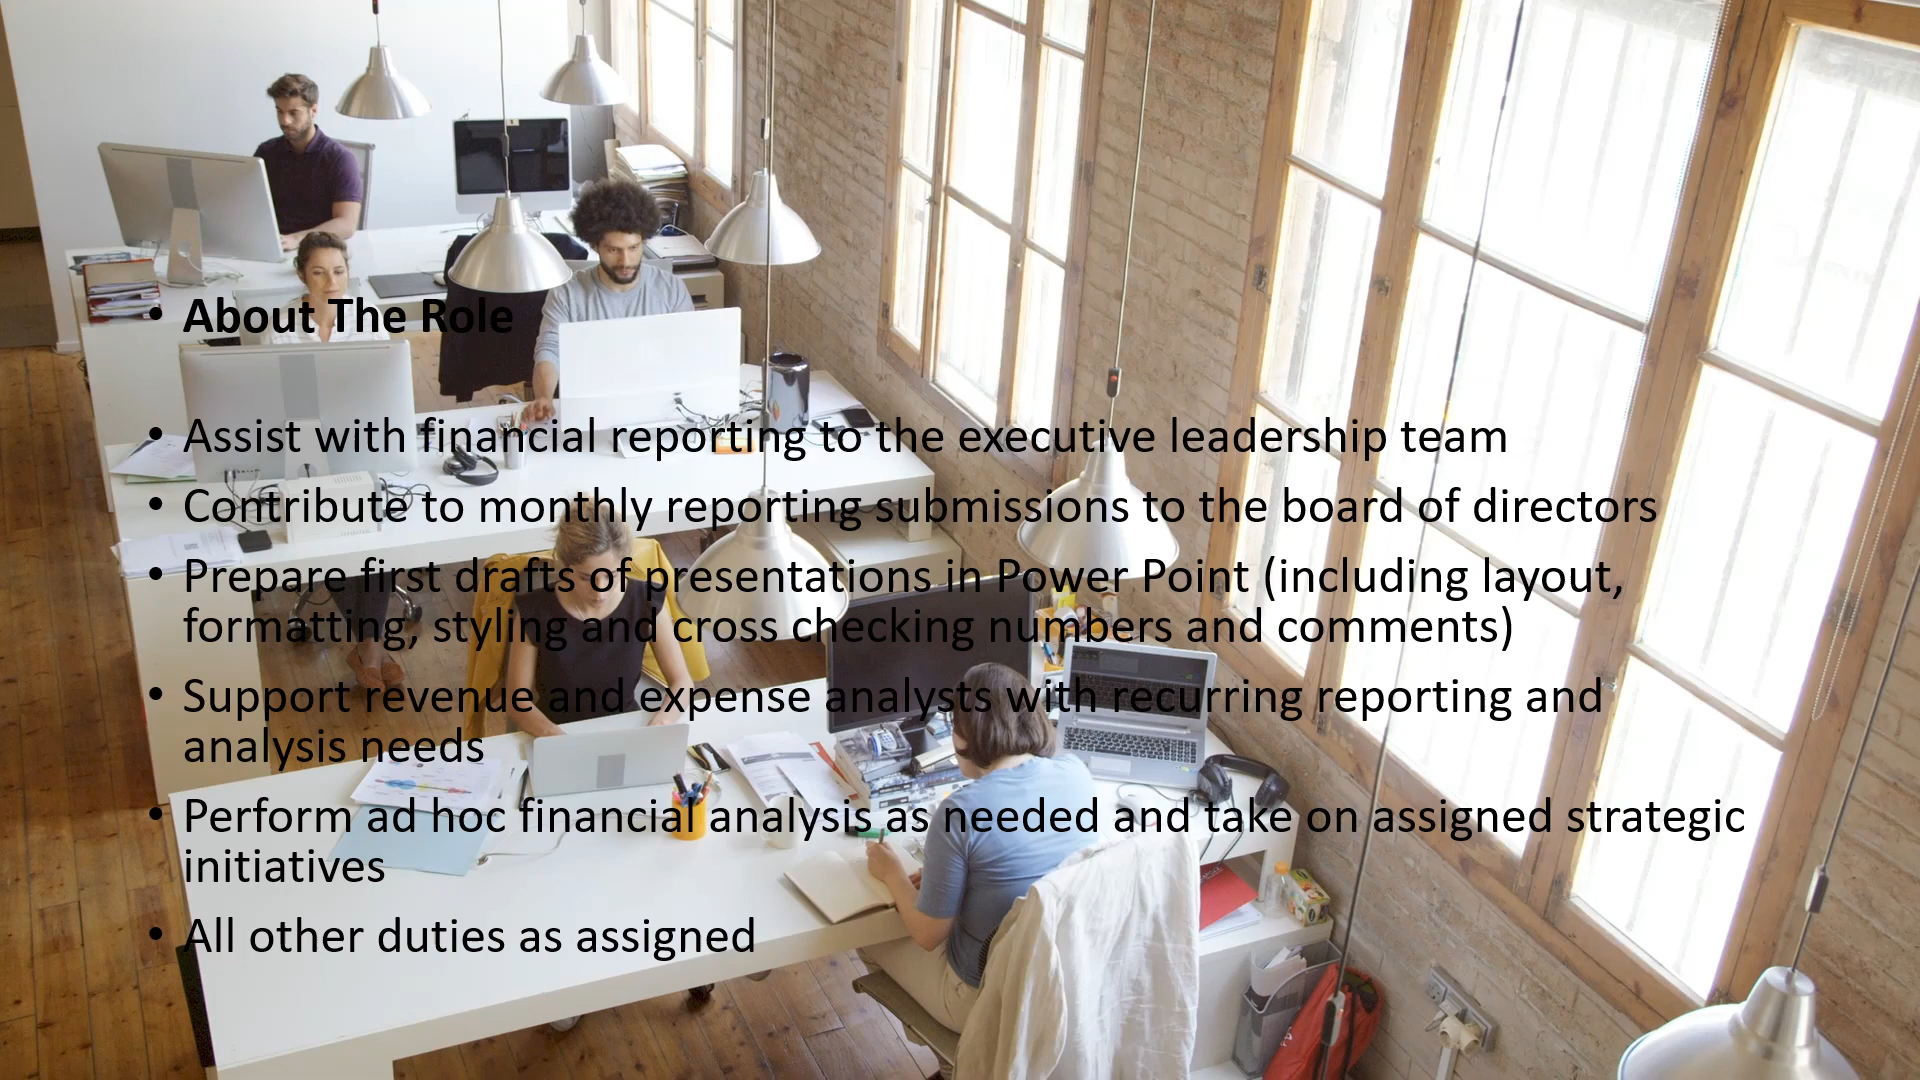 • About The Role
• Assist with financial reporting to the executive leadership team
• Contribute to monthly reporting submissions to the board of directors
• Prepare first drafts of presentations in Power Point (including layout,
formatting, styling and cross checking numbers and comments)
• Support revenue and expense analysts with recurring reporting and
analysis needs
• Perform ad hoc financial analysis as needed and take on assigned strategic
initiatives
• All other duties as assigned